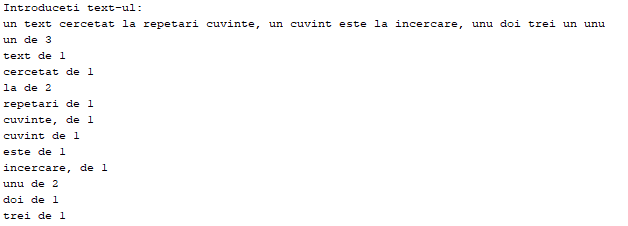 Introduceti text-ul:
un text cercetat la repetari cuvinte, un cuvint este la incercare, unu doi trei un unu
un de 3
text de 1
cercetat de 1
la de 2
repetari de 1
cuvinte, de 1
cuvint de 1
este de 1
incercare, de 1
unu de 2
doi de 1
trei de 1